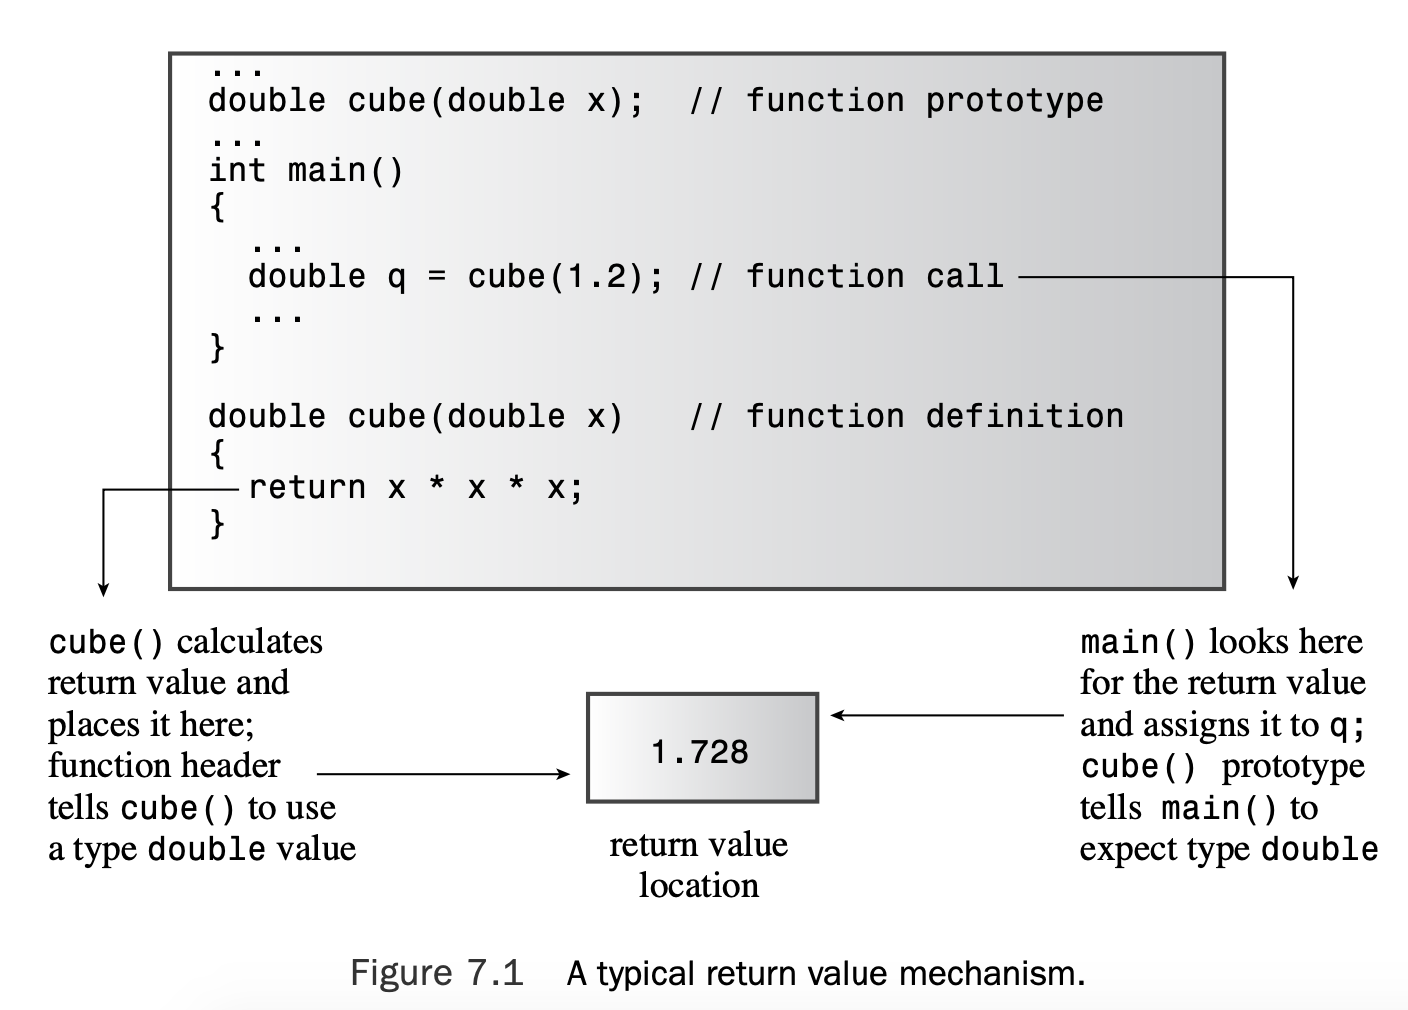 ...
double cube(double x);  // function prototype
...
int main()
{
  ...
  double q = cube(1.2); // function call
  ...
}
double cube(double x)   // function definition
{
  return x * x * x;
}
cube() calculates
return value and
places it here;
function header
tells cube() to use
a type double value
1.728
return value
location
main() looks here
for the return value
and assigns it to q;
cube() prototype
tells main() to
expect type double
Figure 7.1 A typical return value mechanism.